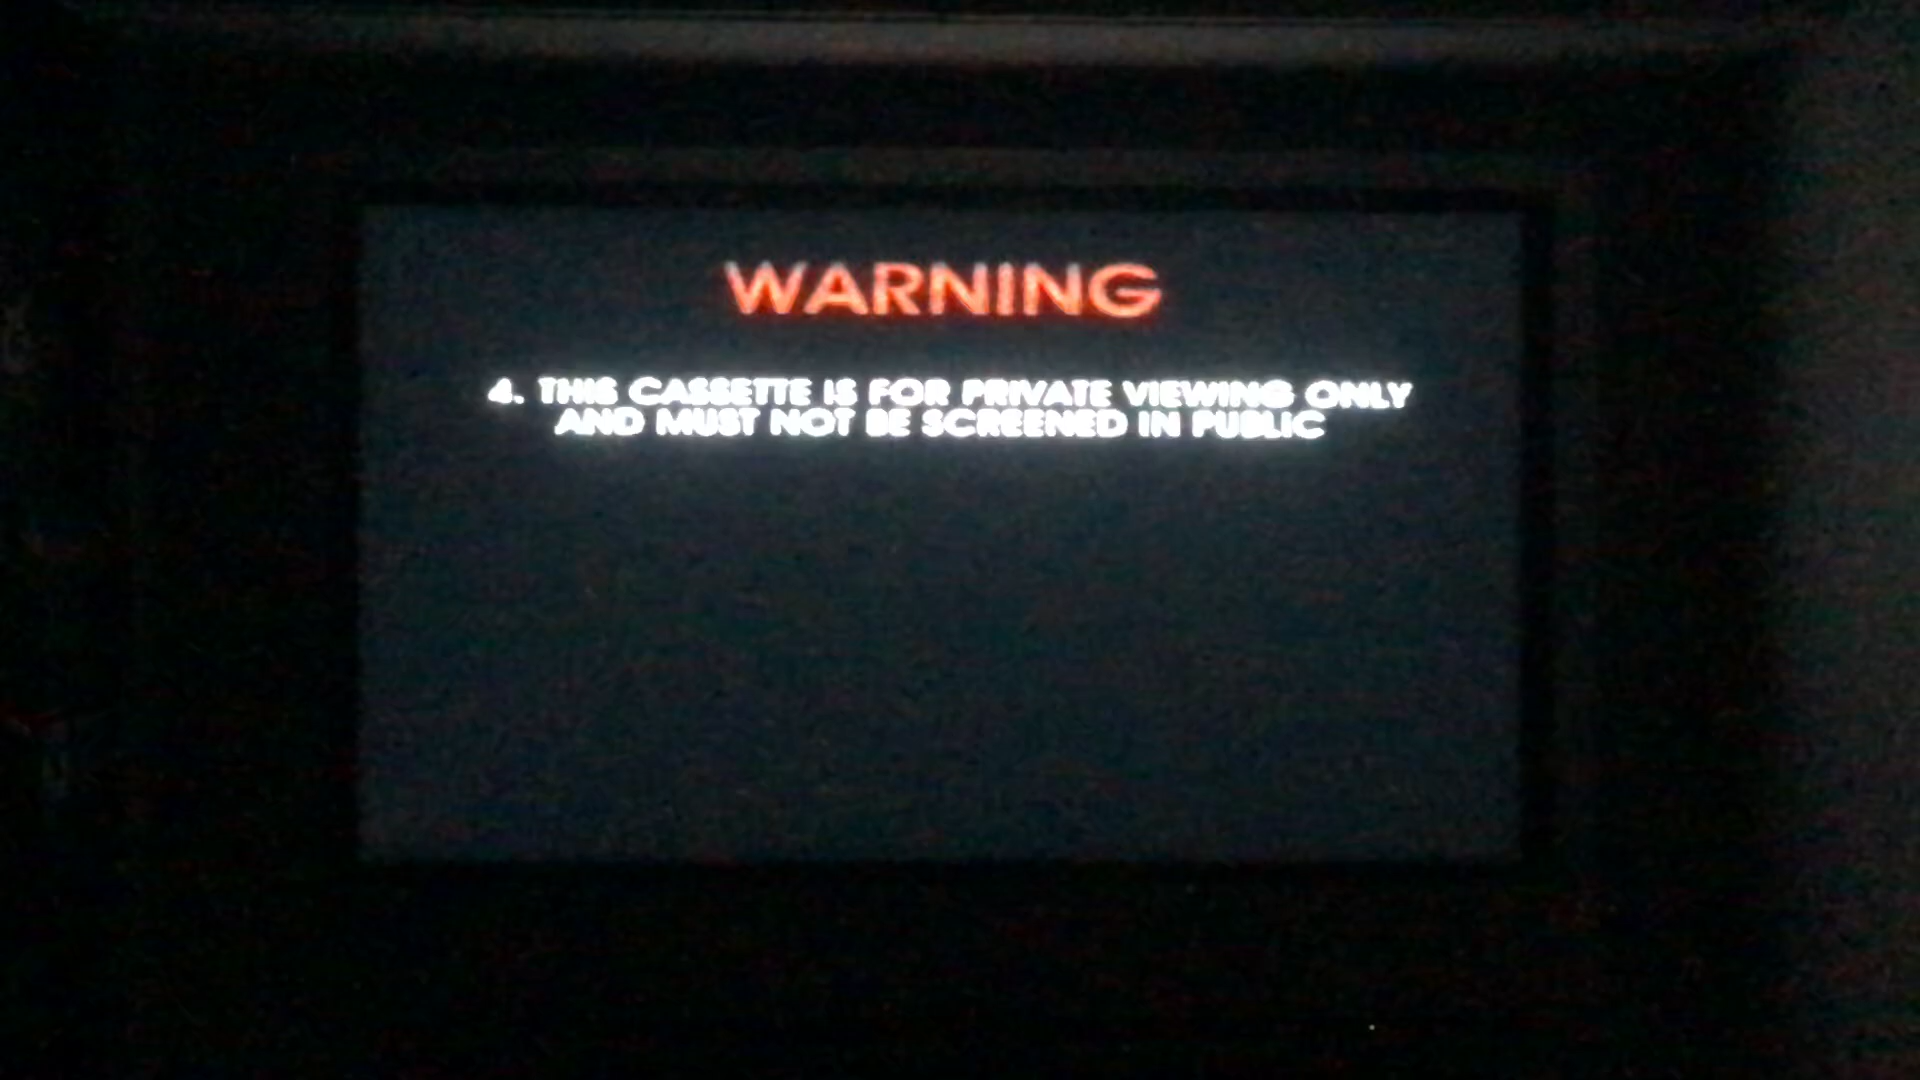 WARNING
4. THIS CASSETTE IS FOR PRIVATE VIEWING ONLY
AND MUST NOT BE SCREENED IN PUBLIC